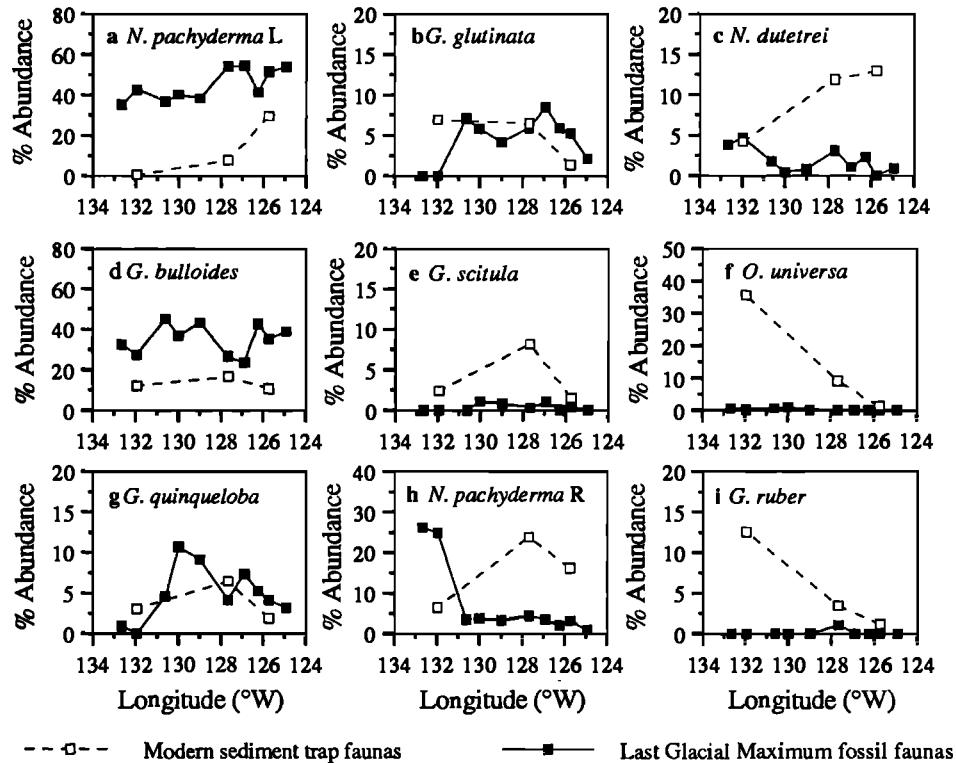 80
60
40
20
0
% Abundance
a N. pachyderma L
134 132 130 128 126 124
20
15
10
5
0
% Abundance
b G. glutinata
134 132 130 128 126 124
20
15
10
5
0
% Abundance
c N. dutetrei
134 132 130 128 126 124
80
60
40
20
0
% Abundance
d G. bulloides
134 132 130 128 126 124
20
15
10
5
0
% Abundance
e G. scitula
134 132 130 128 126 124
50
40
30
20
10
0
% Abundance
f O. universa
134 132 130 128 126 124
20
15
10
5
0
% Abundance
g G. quinqueloba
134 132 130 128 126 124
Longitude (°W)
40
30
20
10
0
% Abundance
h N. pachyderma R
134 132 130 128 126 124
Longitude (°W)
20
15
10
5
0
% Abundance
i G. ruber
134 132 130 128 126 124
Longitude (°W)
Modern sediment trap faunas
Last Glacial Maximum fossil faunas